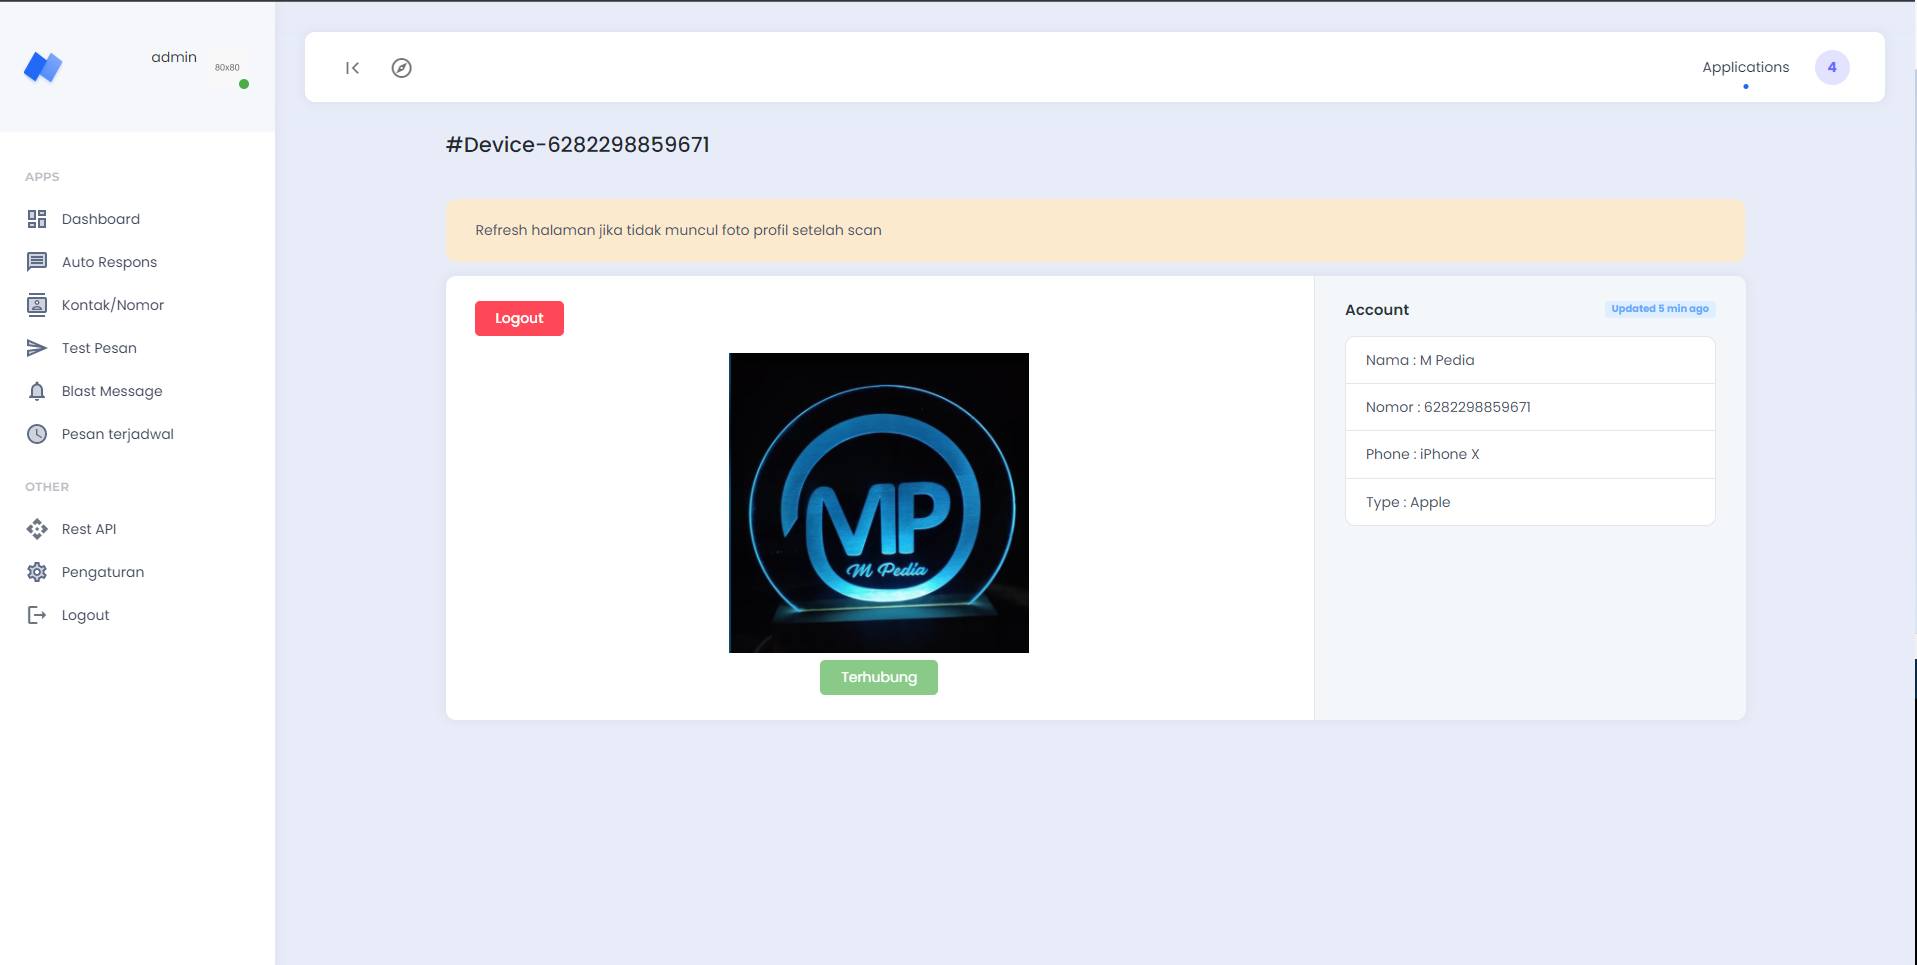 admin
80x80
APPS
Dashboard
Auto Respons
Kontak/Nomor
Test Pesan
Blast Message
Pesan terjadwal
OTHER
Rest API
Pengaturan
Logout
Applications
4
#Device-6282298859671
Refresh halaman jika tidak muncul foto profil setelah scan
Logout
MP
M Pedia
Terhubung
Account
Updated 5 min ago
Nama : M Pedia
Nomor : 6282298859671
Phone : iPhone X
Type : Apple